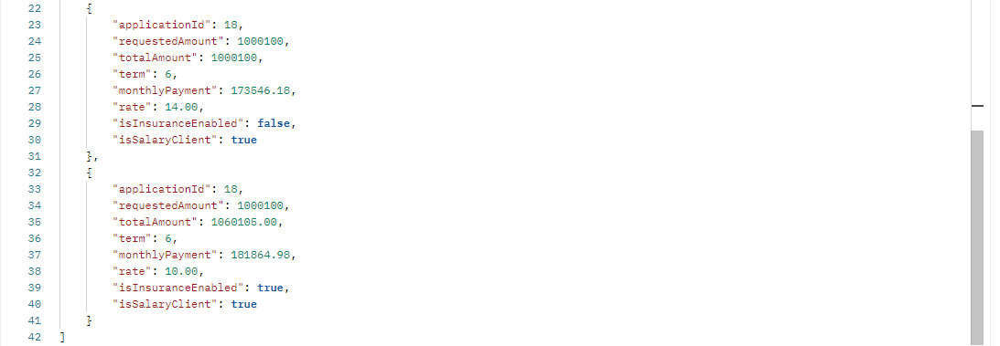 22 {
23 "applicationId": 18,
24 "requestedAmount": 1000100,
25 "totalAmount": 1000100,
26 "term": 6,
27 "monthlyPayment": 173546.18,
28 "rate": 14.00,
29 "isInsuranceEnabled": false,
30 "isSalaryClient": true
31 },
32 {
33 "applicationId": 18,
34 "requestedAmount": 1000100,
35 "totalAmount": 1060105.00,
36 "term": 6,
37 "monthlyPayment": 181864.98,
38 "rate": 10.00,
39 "isInsuranceEnabled": true,
40 "isSalaryClient": true
41 }
42 ]